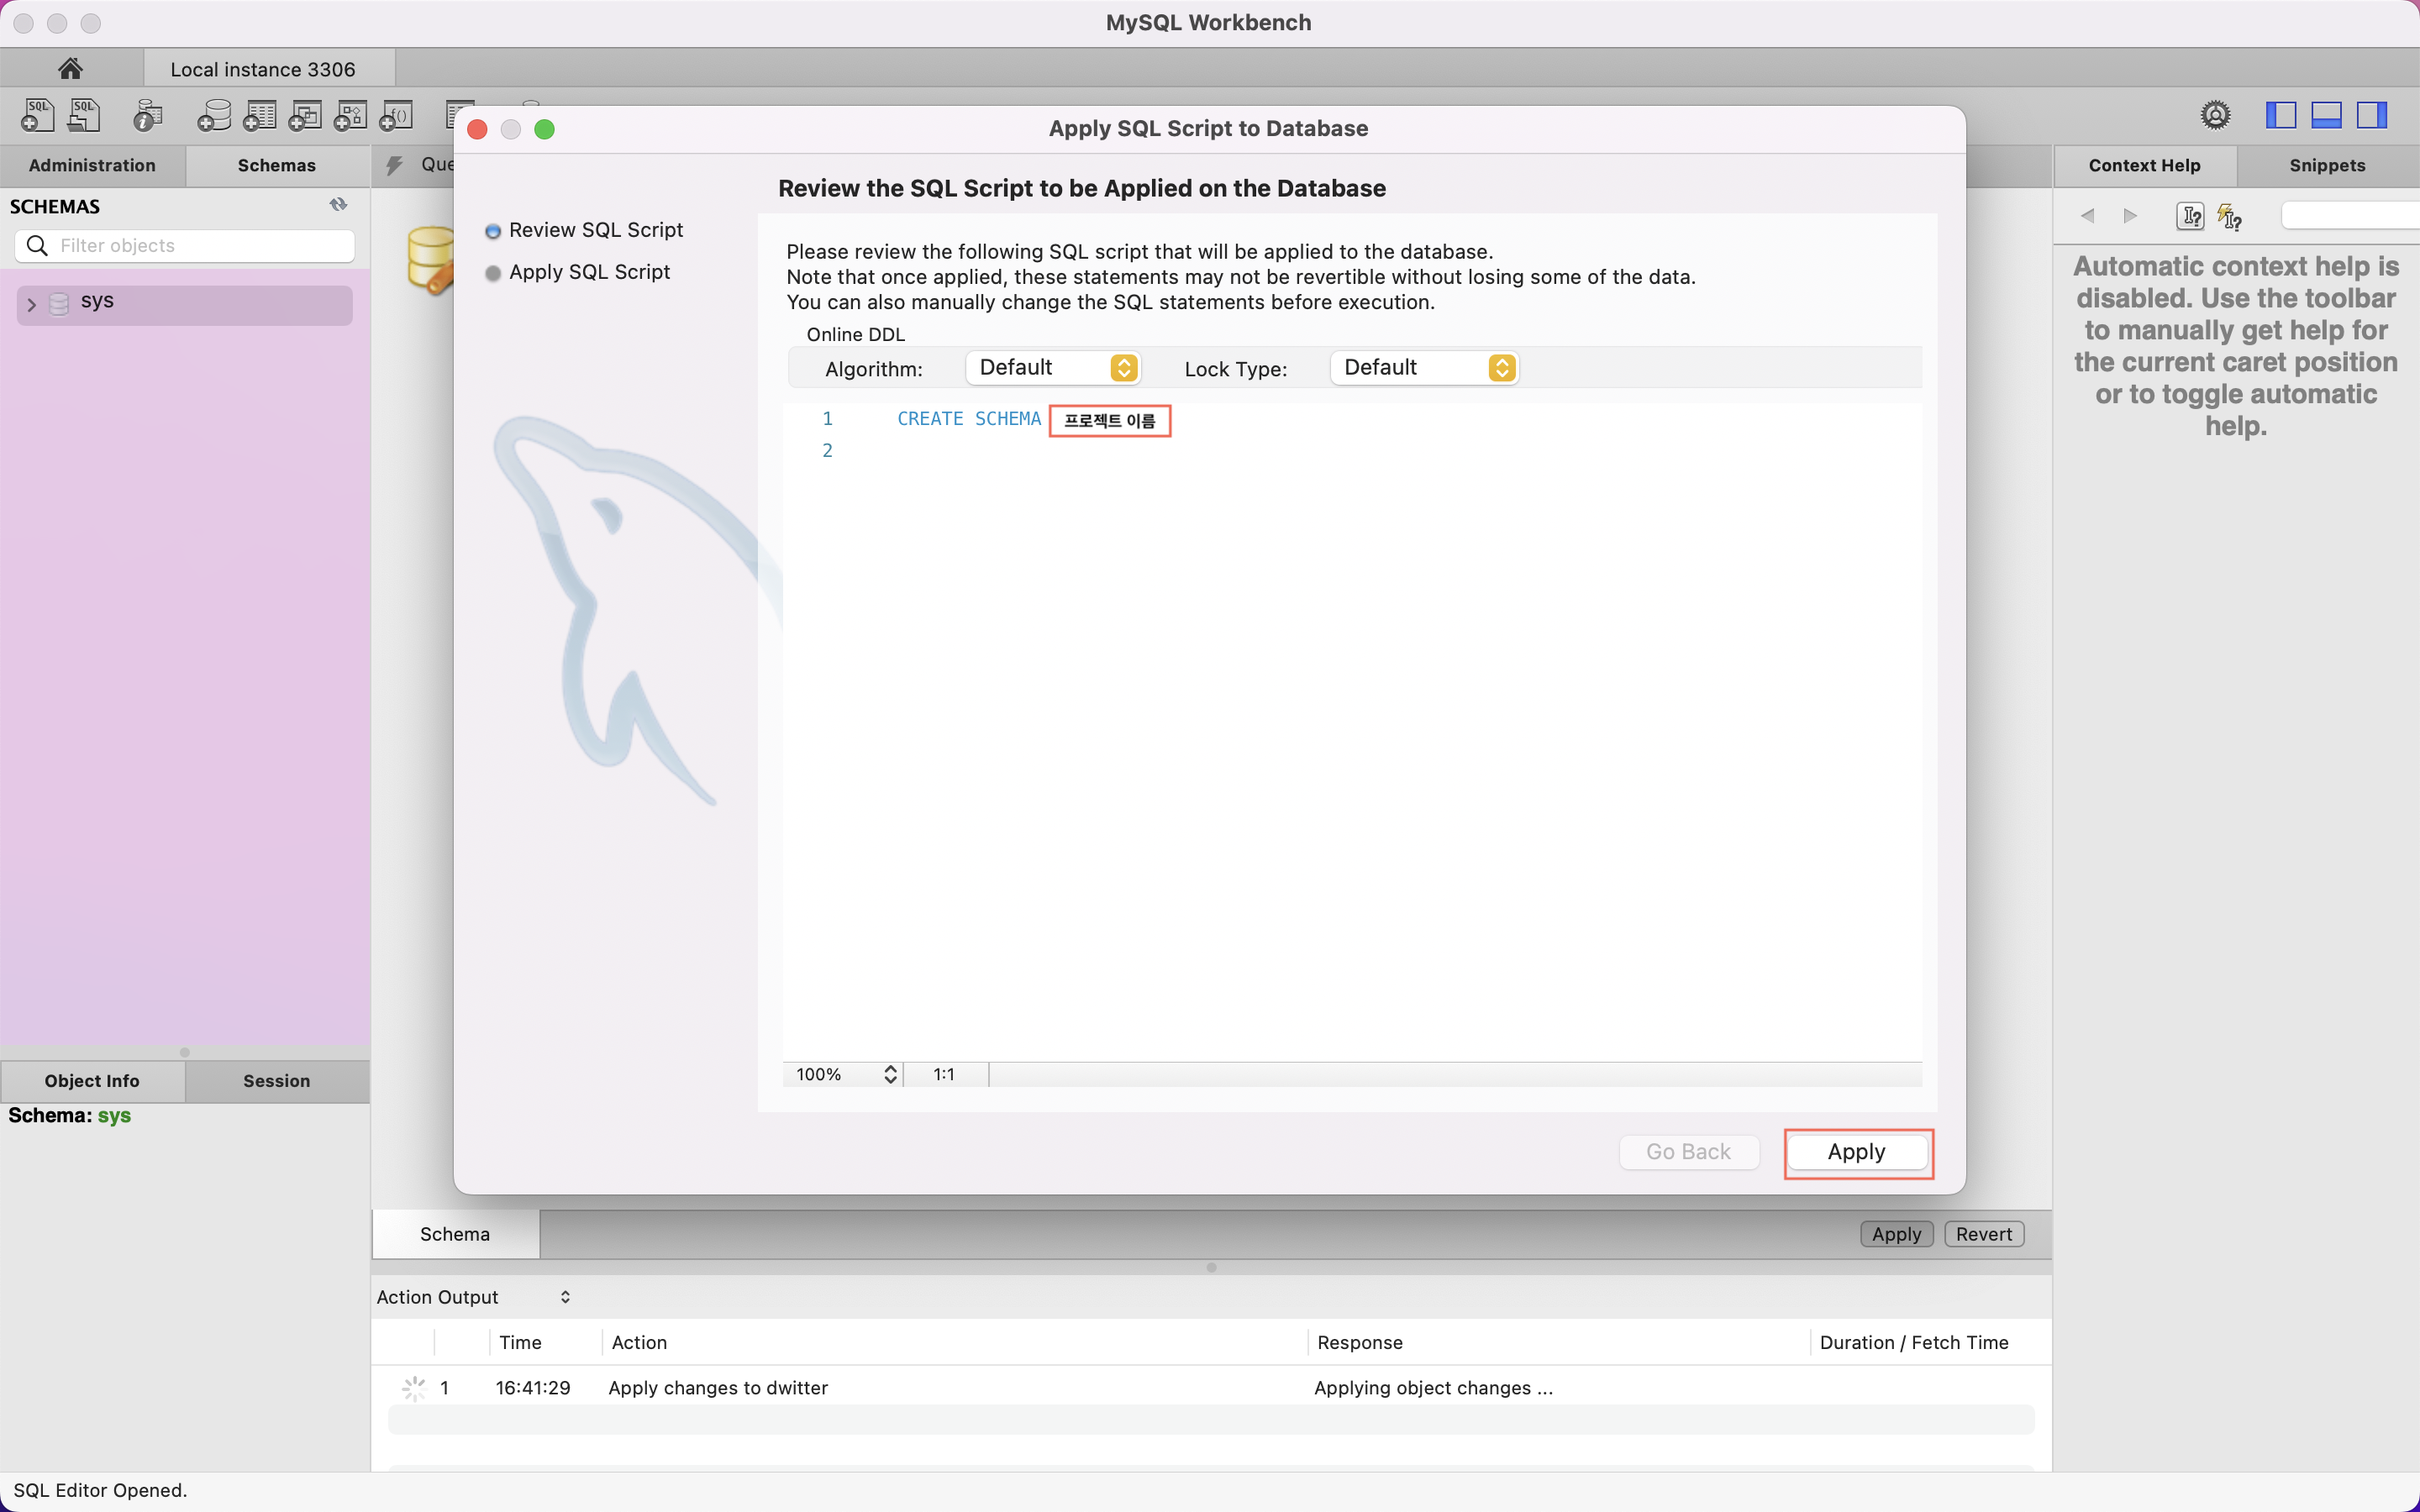 MySQL Workbench
Local instance 3306
SQL SQL
Administration Schemas
SCHEMAS
Filter objects
sys
Object Info Session
Schema: sys
Apply SQL Script to Database
Review the SQL Script to be Applied on the Database
Review SQL Script
Apply SQL Script
Please review the following SQL script that will be applied to the database.
Note that once applied, these statements may not be revertible without losing some of the data.
You can also manually change the SQL statements before execution.
Online DDL
Algorithm: Default Lock Type: Default
1 CREATE SCHEMA 프로젝트 이름
2
100% 1:1
Go Back Apply
Context Help Snippets
Automatic context help is
disabled. Use the toolbar
to manually get help for
the current caret position
or to toggle automatic
help.
Schema Apply Revert
Action Output
Time Action Response Duration / Fetch Time
1 16:41:29 Apply changes to dwitter Applying object changes ...
SQL Editor Opened.